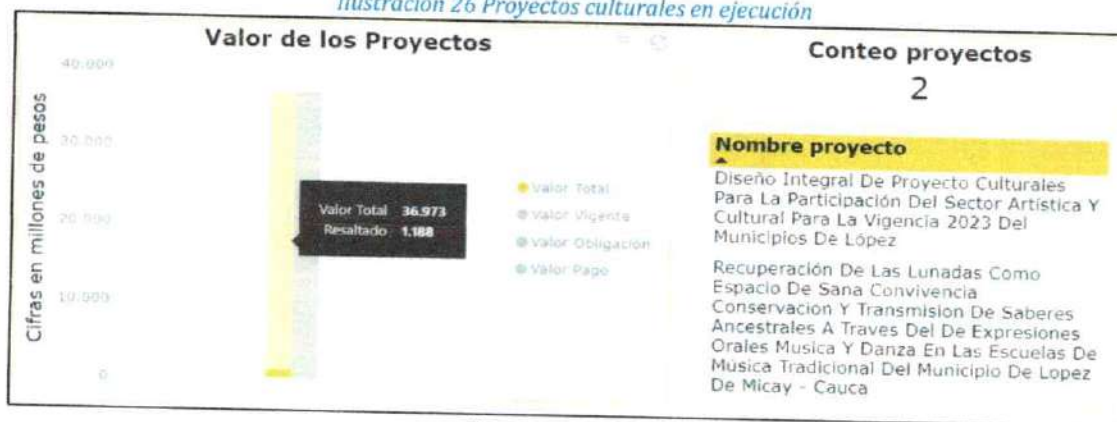 Ilustración 26 Proyectos culturales en ejecución
Valor de los Proyectos
Cifras en millones de pesos
40.000
30.000
20.000
10.000
0
Valor Total 36.973
Resaltado 1.188
Valor Total
Valor Vigente
Valor Obligación
Valor Pago
Conteo proyectos
2
Nombre proyecto
Diseño Integral De Proyecto Culturales
Para La Participación Del Sector Artística Y
Cultural Para La Vigencia 2023 Del
Municipios De López
Recuperación De Las Lunadas Como
Espacio De Sana Convivencia
Conservacion Y Transmision De Saberes
Ancestrales A Traves Del De Expresiones
Orales Musica Y Danza En Las Escuelas De
Música Tradicional Del Municipio De Lopez
De Micay - Cauca